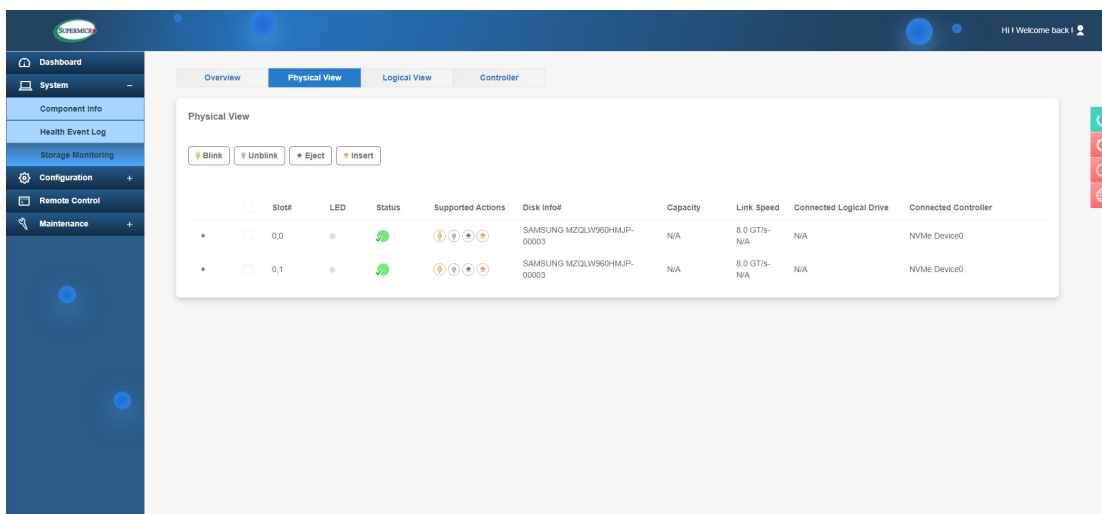 SUPERMICR
Hi ! Welcome back !
Dashboard
System −
Component Info
Health Event Log
Storage Monitoring
Configuration +
Remote Control
Maintenance +
Overview Physical View Logical View Controller
Physical View
Blink Unblink Eject Insert
Slot# LED Status Supported Actions Disk Info# Capacity Link Speed Connected Logical Drive Connected Controller
0,0 SAMSUNG MZQLW960HMJP-00003 N/A 8.0 GT/s-N/A N/A NVMe Device0
0,1 SAMSUNG MZQLW960HMJP-00003 N/A 8.0 GT/s-N/A N/A NVMe Device0